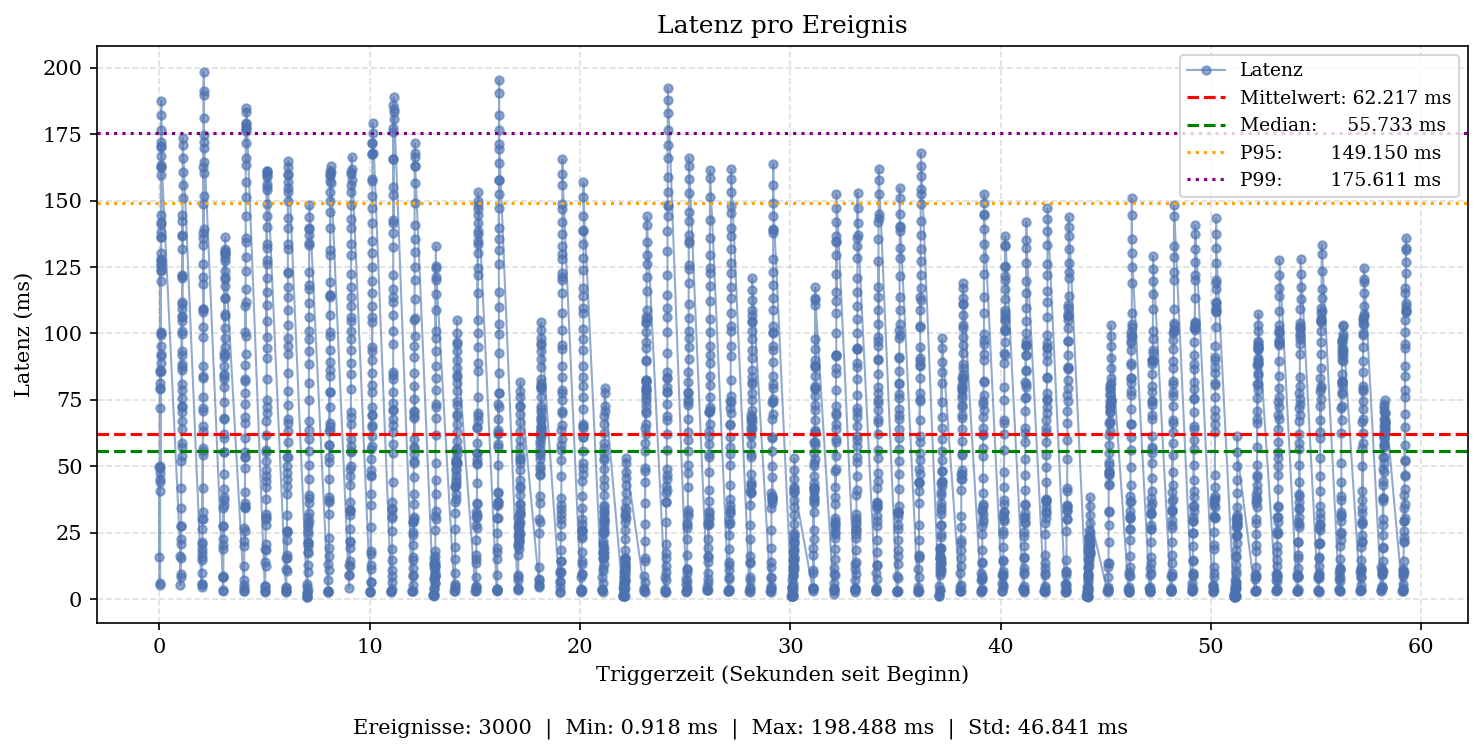 Latenz pro Ereignis
Latenz (ms)
200
175
150
125
100
75
50
25
0
Latenz
Mittelwert: 62.217 ms
Median: 55.733 ms
P95: 149.150 ms
P99: 175.611 ms
0 10 20 30 40 50 60
Triggerzeit (Sekunden seit Beginn)
Ereignisse: 3000 | Min: 0.918 ms | Max: 198.488 ms | Std: 46.841 ms